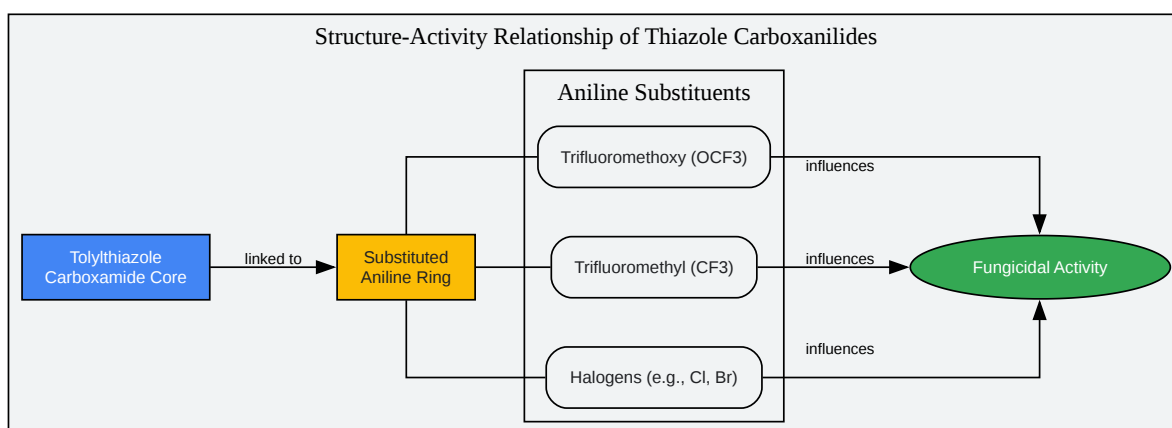 Structure-Activity Relationship of Thiazole Carboxanilides
Aniline Substituents
Trifluoromethoxy (OCF3)
influences
Tolylthiazole
Carboxamide Core
linked to
Substituted
Aniline Ring
Trifluoromethyl (CF3)
influences
Fungicidal Activity
Halogens (e.g., Cl, Br)
influences